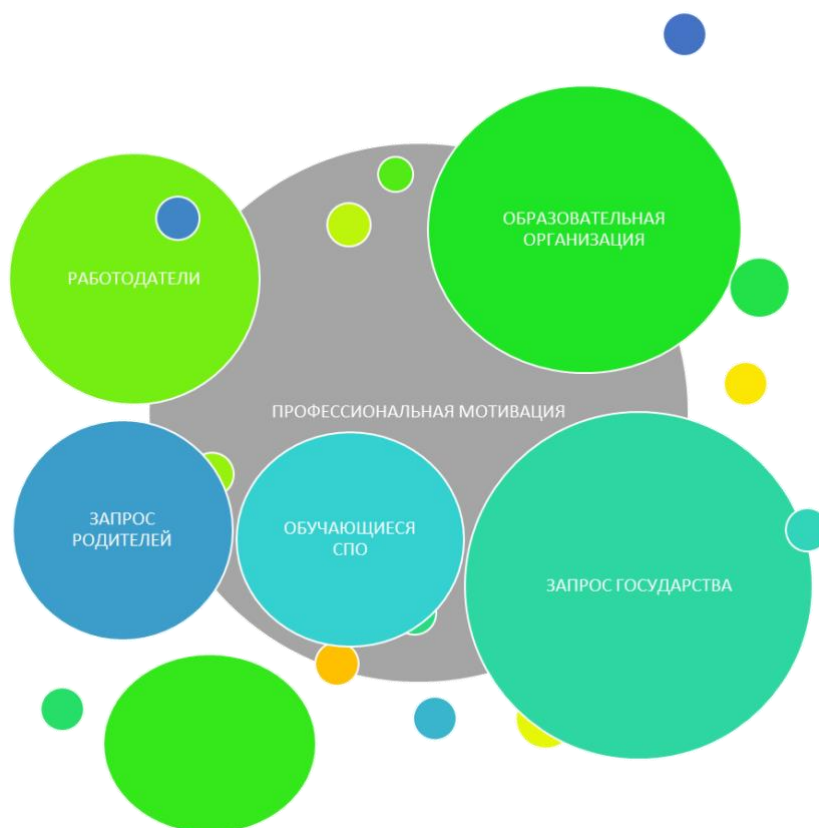 ОБРАЗОВАТЕЛЬНАЯ
ОРГАНИЗАЦИЯ
РАБОТОДАТЕЛИ
ПРОФЕССИОНАЛЬНАЯ МОТИВАЦИЯ
ЗАПРОС
РОДИТЕЛЕЙ
ОБУЧАЮЩИЕСЯ
СПО
ЗАПРОС ГОСУДАРСТВА